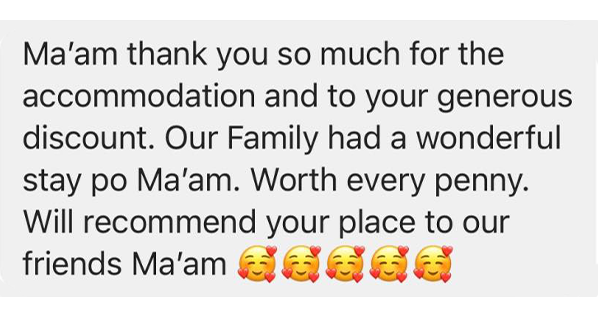 Ma’am thank you so much for the
accommodation and to your generous
discount. Our Family had a wonderful
stay po Ma’am. Worth every penny.
Will recommend your place to our
friends Ma’am 🥰🥰🥰🥰🥰